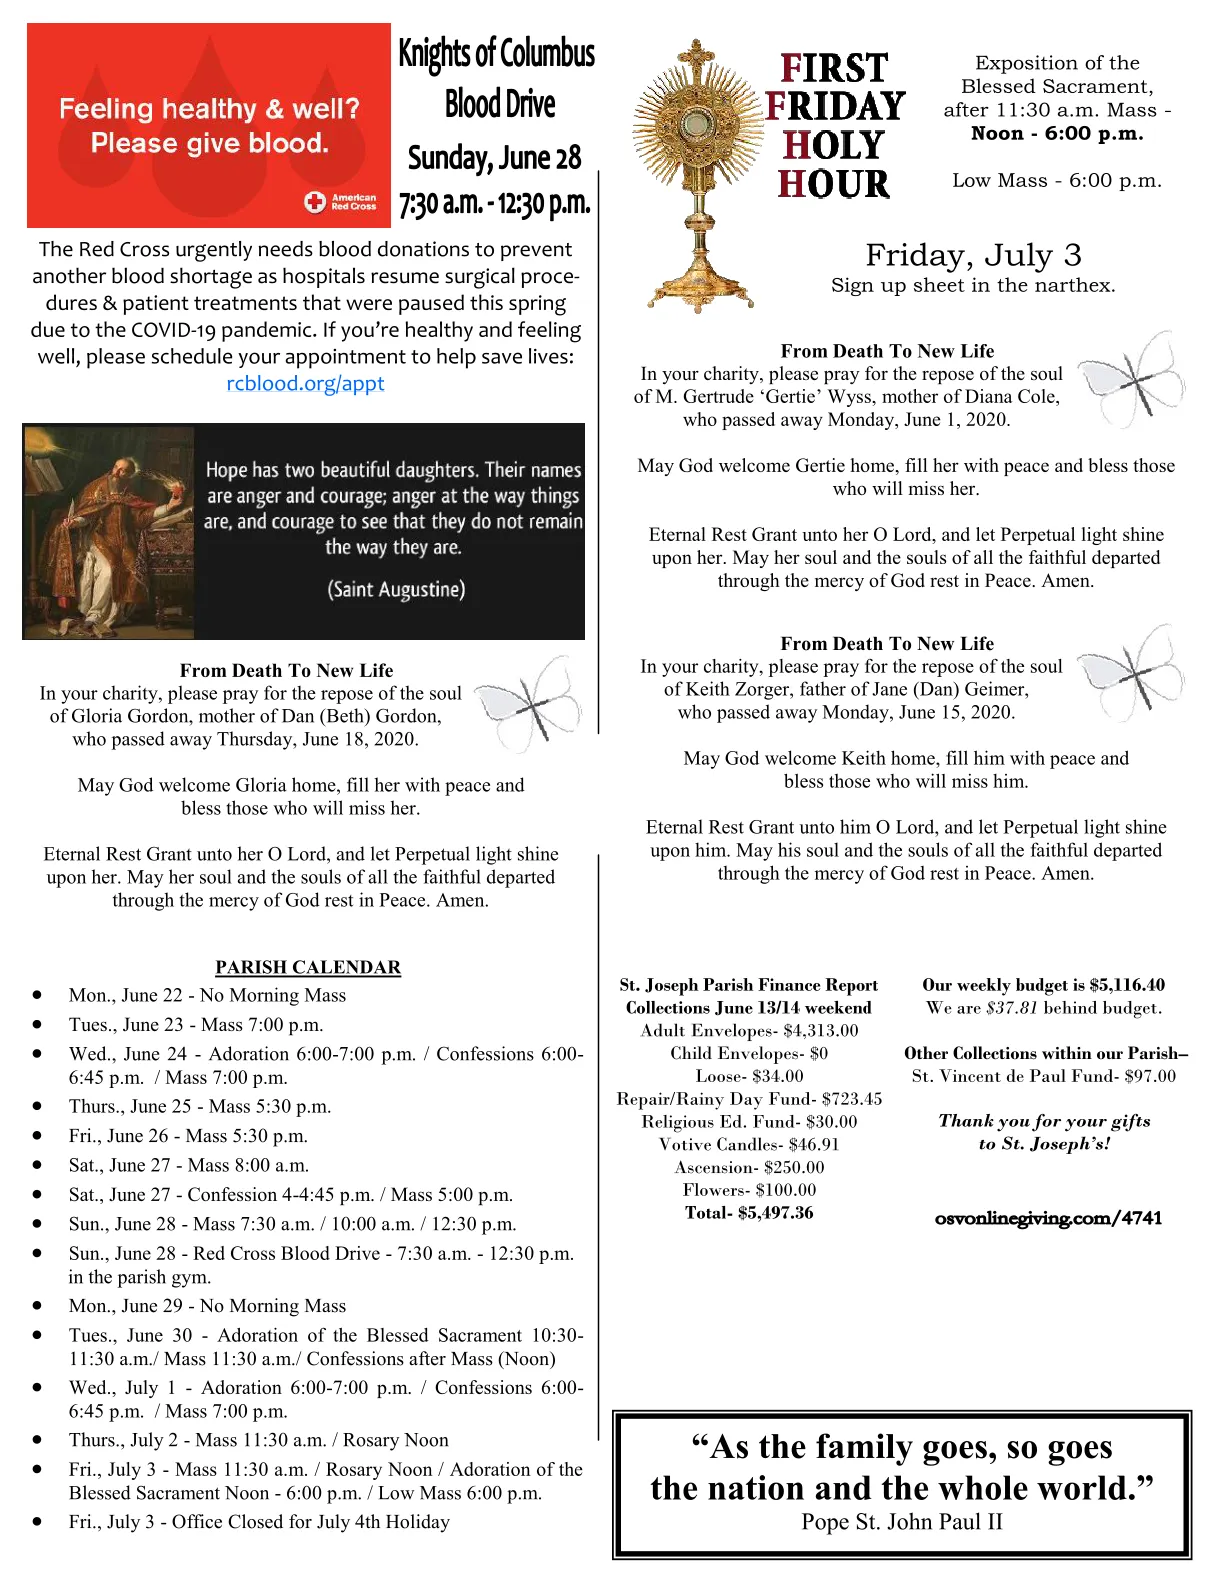 Feeling healthy & well?
Please give blood.
American
Red Cross
Knights of Columbus
Blood Drive
Sunday, June 28
7:30 a.m. - 12:30 p.m.
The Red Cross urgently needs blood donations to prevent
another blood shortage as hospitals resume surgical proce-
dures & patient treatments that were paused this spring
due to the COVID-19 pandemic. If you’re healthy and feeling
well, please schedule your appointment to help save lives:
rcblood.org/appt
Hope has two beautiful daughters. Their names
are anger and courage; anger at the way things
are, and courage to see that they do not remain
the way they are.
(Saint Augustine)
From Death To New Life
In your charity, please pray for the repose of the soul
of Gloria Gordon, mother of Dan (Beth) Gordon,
who passed away Thursday, June 18, 2020.
May God welcome Gloria home, fill her with peace and
bless those who will miss her.
Eternal Rest Grant unto her O Lord, and let Perpetual light shine
upon her. May her soul and the souls of all the faithful departed
through the mercy of God rest in Peace. Amen.
PARISH CALENDAR
• Mon., June 22 - No Morning Mass
• Tues., June 23 - Mass 7:00 p.m.
• Wed., June 24 - Adoration 6:00-7:00 p.m. / Confessions 6:00-
6:45 p.m. / Mass 7:00 p.m.
• Thurs., June 25 - Mass 5:30 p.m.
• Fri., June 26 - Mass 5:30 p.m.
• Sat., June 27 - Mass 8:00 a.m.
• Sat., June 27 - Confession 4-4:45 p.m. / Mass 5:00 p.m.
• Sun., June 28 - Mass 7:30 a.m. / 10:00 a.m. / 12:30 p.m.
• Sun., June 28 - Red Cross Blood Drive - 7:30 a.m. - 12:30 p.m.
in the parish gym.
• Mon., June 29 - No Morning Mass
• Tues., June 30 - Adoration of the Blessed Sacrament 10:30-
11:30 a.m./ Mass 11:30 a.m./ Confessions after Mass (Noon)
• Wed., July 1 - Adoration 6:00-7:00 p.m. / Confessions 6:00-
6:45 p.m. / Mass 7:00 p.m.
• Thurs., July 2 - Mass 11:30 a.m. / Rosary Noon
• Fri., July 3 - Mass 11:30 a.m. / Rosary Noon / Adoration of the
Blessed Sacrament Noon - 6:00 p.m. / Low Mass 6:00 p.m.
• Fri., July 3 - Office Closed for July 4th Holiday
FIRST
FRIDAY
HOLY
HOUR
Exposition of the
Blessed Sacrament,
after 11:30 a.m. Mass -
Noon - 6:00 p.m.
Low Mass - 6:00 p.m.
Friday, July 3
Sign up sheet in the narthex.
From Death To New Life
In your charity, please pray for the repose of the soul
of M. Gertrude ‘Gertie’ Wyss, mother of Diana Cole,
who passed away Monday, June 1, 2020.
May God welcome Gertie home, fill her with peace and bless those
who will miss her.
Eternal Rest Grant unto her O Lord, and let Perpetual light shine
upon her. May her soul and the souls of all the faithful departed
through the mercy of God rest in Peace. Amen.
From Death To New Life
In your charity, please pray for the repose of the soul
of Keith Zorger, father of Jane (Dan) Geimer,
who passed away Monday, June 15, 2020.
May God welcome Keith home, fill him with peace and
bless those who will miss him.
Eternal Rest Grant unto him O Lord, and let Perpetual light shine
upon him. May his soul and the souls of all the faithful departed
through the mercy of God rest in Peace. Amen.
St. Joseph Parish Finance Report
Collections June 13/14 weekend
Adult Envelopes- $4,313.00
Child Envelopes- $0
Loose- $34.00
Repair/Rainy Day Fund- $723.45
Religious Ed. Fund- $30.00
Votive Candles- $46.91
Ascension- $250.00
Flowers- $100.00
Total- $5,497.36
Our weekly budget is $5,116.40
We are $37.81 behind budget.
Other Collections within our Parish–
St. Vincent de Paul Fund- $97.00
Thank you for your gifts
to St. Joseph’s!
osvonlinegiving.com/4741
“As the family goes, so goes
the nation and the whole world.”
Pope St. John Paul II